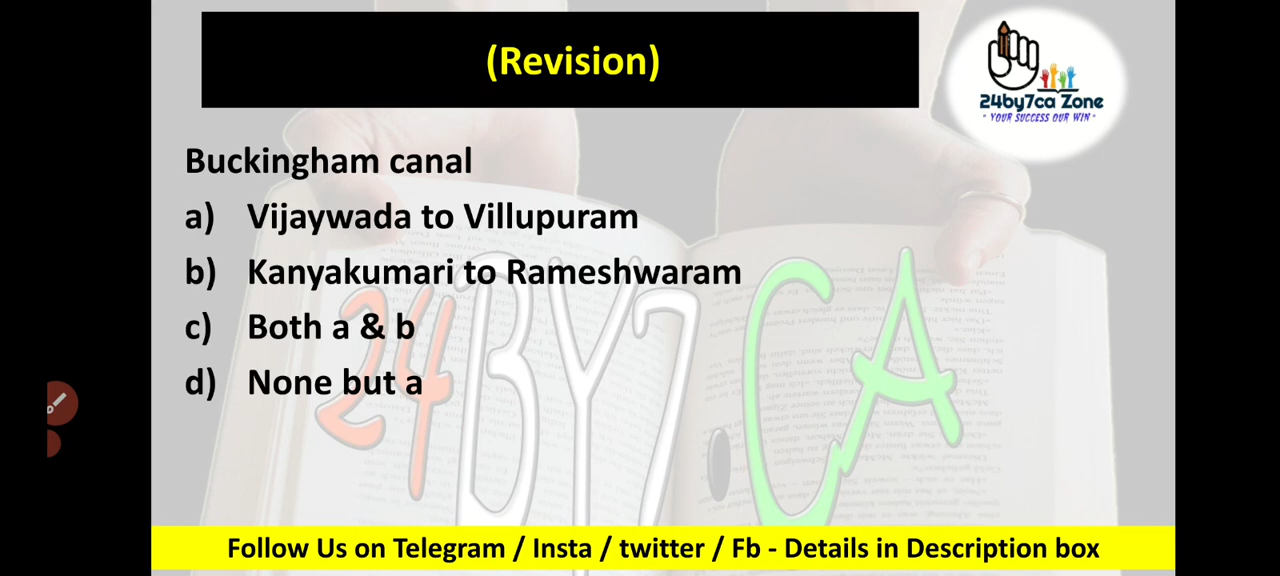 (Revision)
24by7ca Zone
" YOUR SUCCESS OUR WIN "
Buckingham canal
a) Vijaywada to Villupuram
b) Kanyakumari to Rameshwaram
c) Both a & b
d) None but a
24BY7.CA
Follow Us on Telegram / Insta / twitter / Fb - Details in Description box